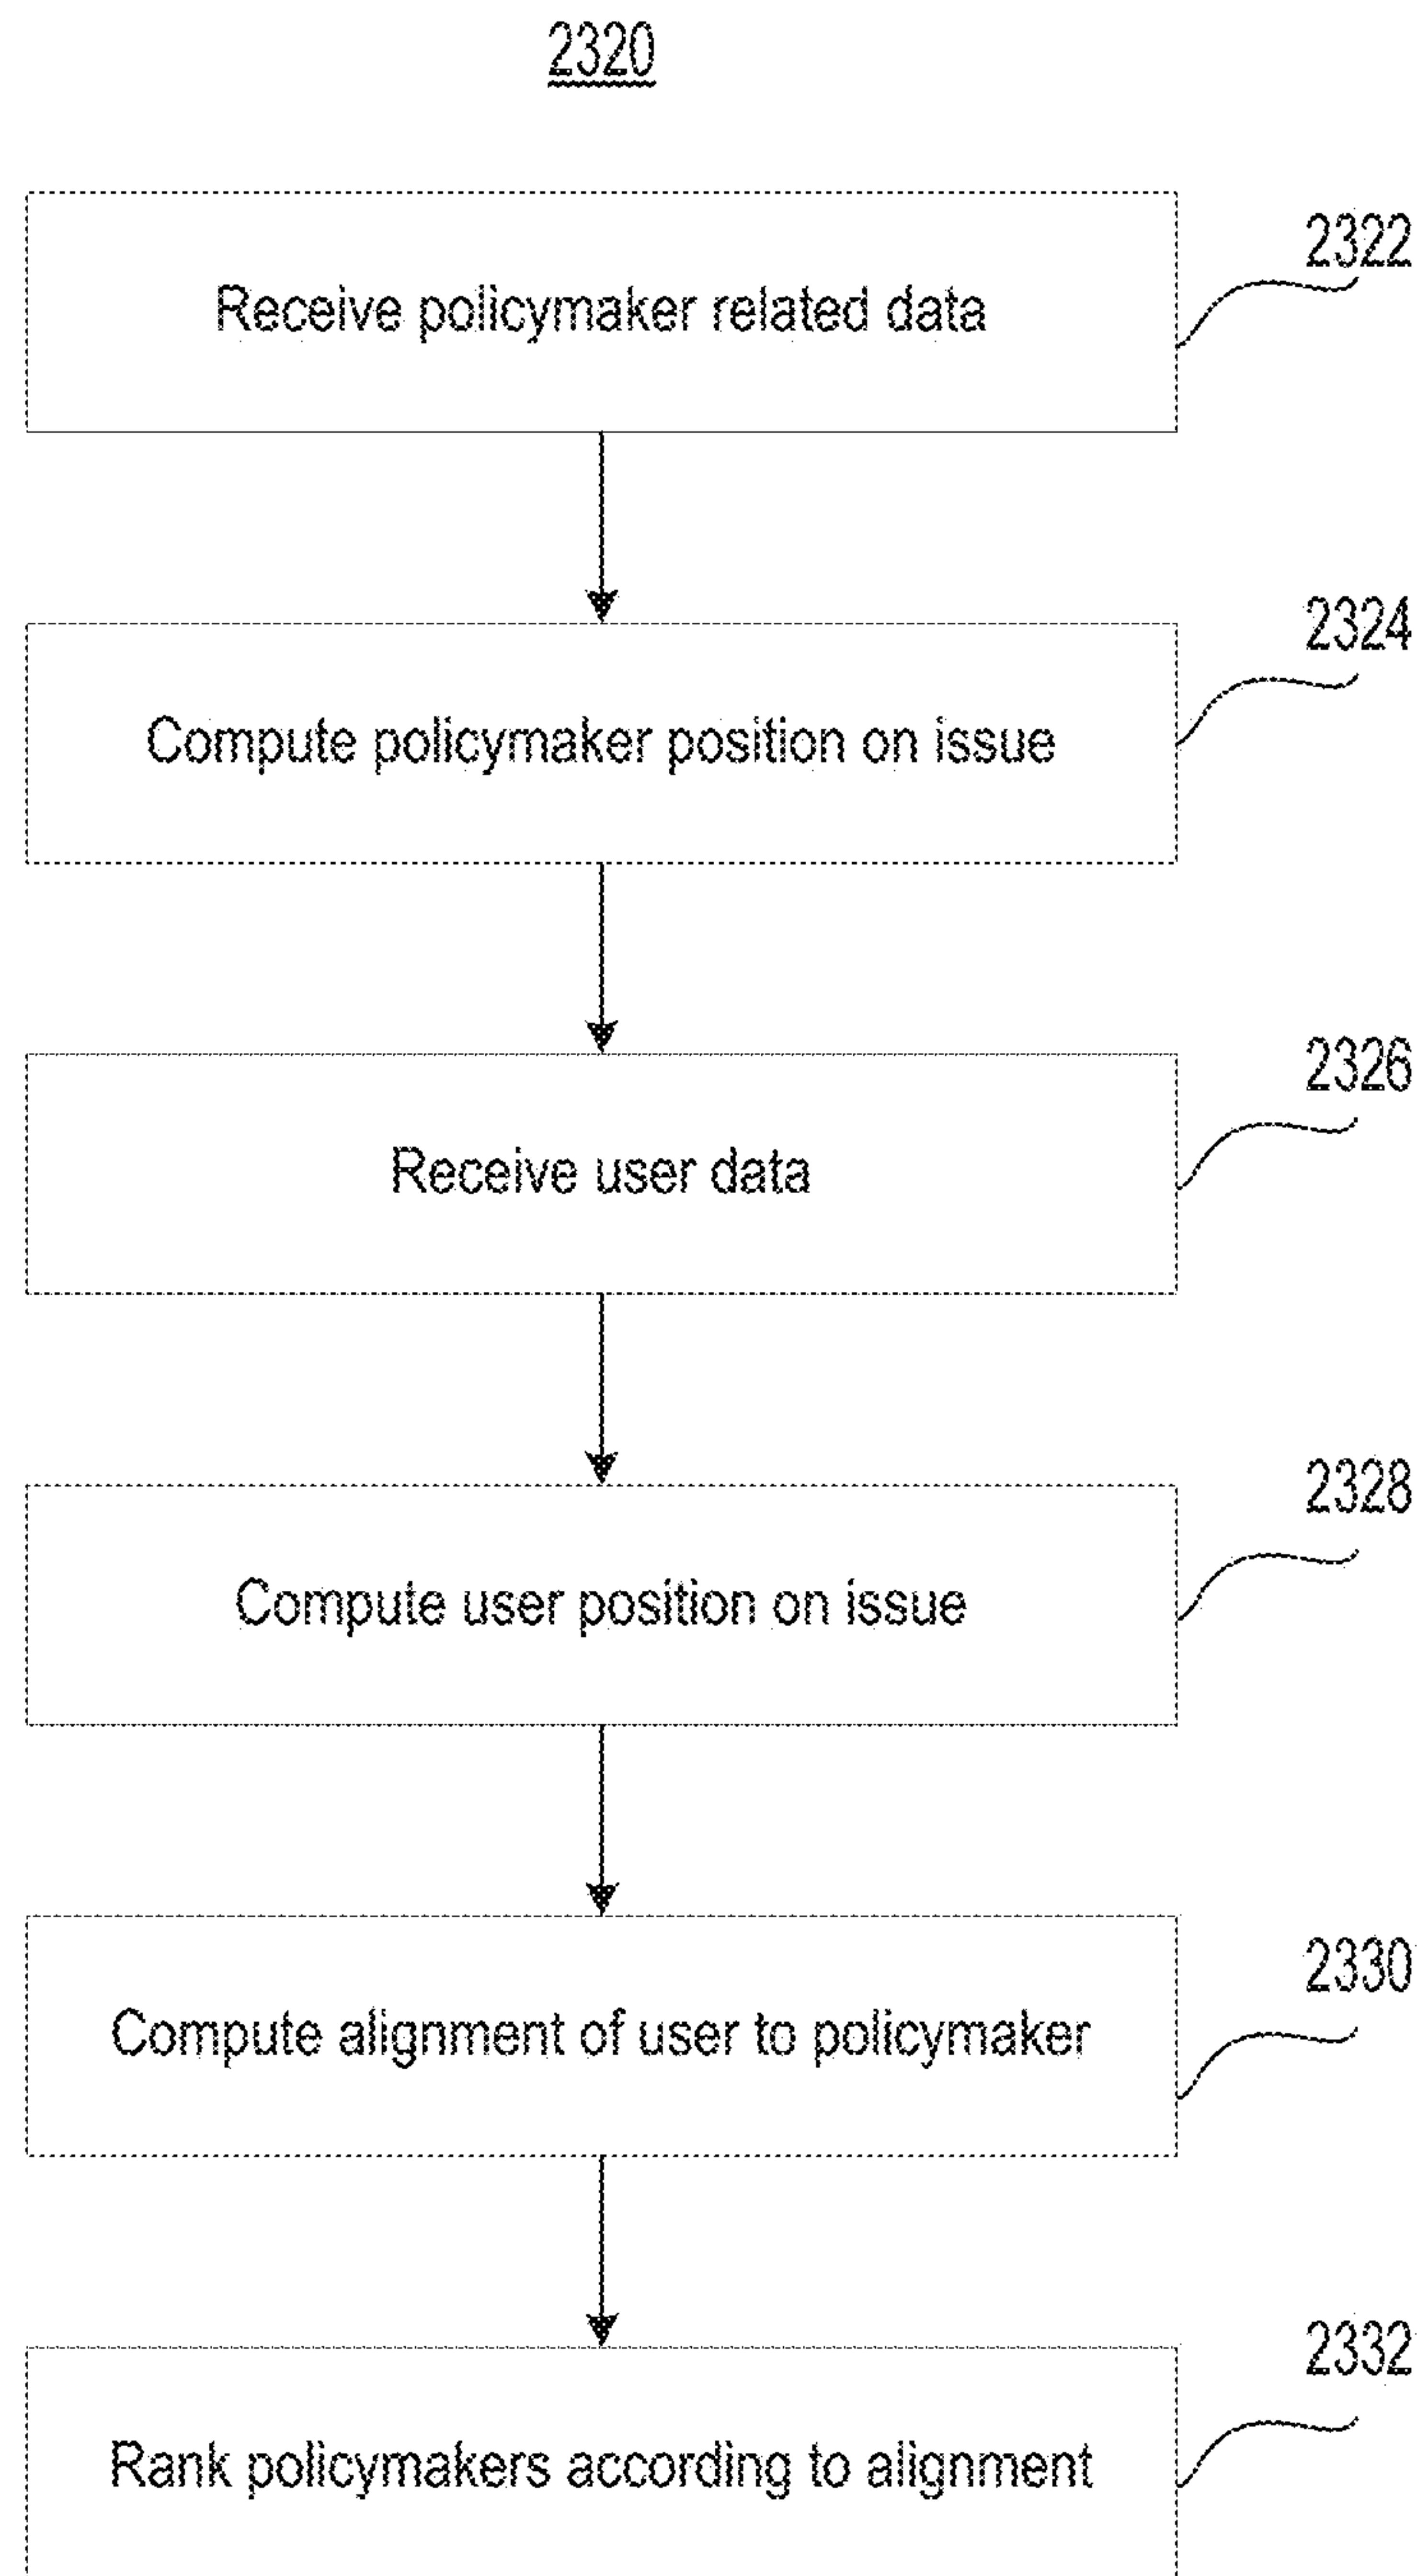 2320
Receive policymaker related data
2322
Compute policymaker position on issue
2324
Receive user data
2326
Compute user position on issue
2328
Compute alignment of user to policymaker
2330
Rank policymakers according to alignment
2332